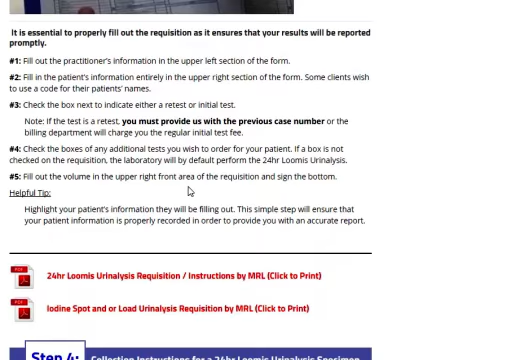 It is essential to properly fill out the requisition as it ensures that your results will be reported
promptly.
#1: Fill out the practitioner's information in the upper left section of the form.
#2: Fill in the patient's information entirely in the upper right section of the form. Some clients wish
to use a code for their patients' names.
#3: Check the box next to indicate either a retest or initial test.
Note: If the test is a retest, you must provide us with the previous case number or the
billing department will charge you the regular initial test fee.
#4: Check the boxes of any additional tests you wish to order for your patient. If a box is not
checked on the requisition, the laboratory will by default perform the 24hr Loomis Urinalysis.
#5: Fill out the volume in the upper right front area of the requisition and sign the bottom.
Helpful Tip:
Highlight your patient's information they will be filling out. This simple step will ensure that
your patient information is properly recorded in order to provide you with an accurate report.
PDF 24hr Loomis Urinalysis Requisition / Instructions by MRL (Click to Print)
PDF Iodine Spot and or Load Urinalysis Requisition by MRL (Click to Print)
Step 4: Collection Instructions for a 24hr Loomis Urinalysis Specimen